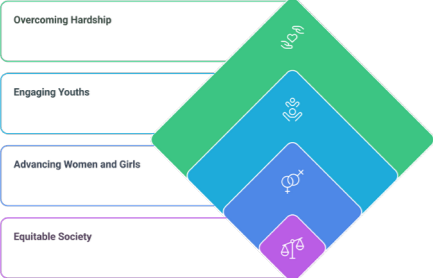 Overcoming Hardship
Engaging Youths
Advancing Women and Girls
Equitable Society